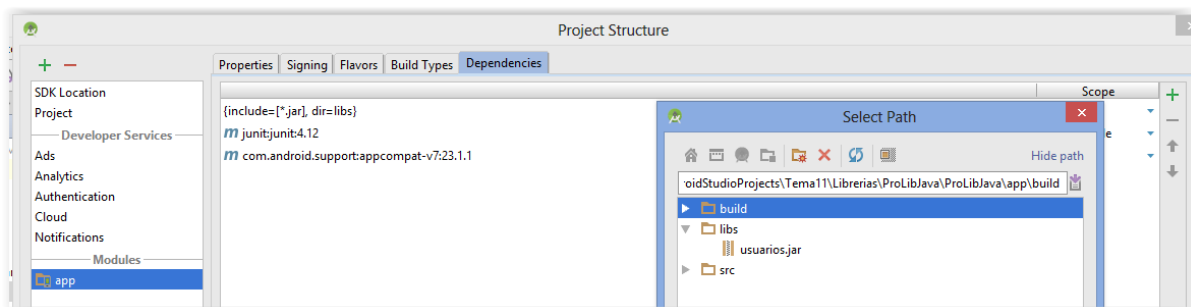 Project Structure
Properties Signing Flavors Build Types Dependencies
SDK Location
Project
Developer Services
Ads
Analytics
Authentication
Cloud
Notifications
Modules
app
Scope
{include=[*.jar], dir=libs}
m junit:junit:4.12
m com.android.support:appcompat-v7:23.1.1
Select Path
Hide path
oidStudioProjects\Tema11\Librerias\ProLibJava\ProLibJava\app\build
build
libs
usuarios.jar
src